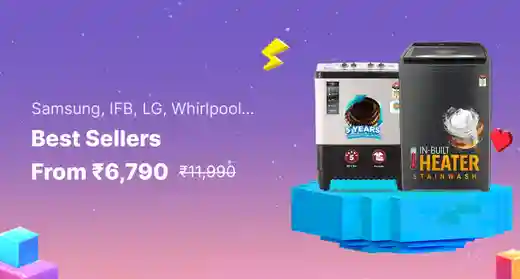 Samsung, IFB, LG, Whirlpool...
Best Sellers
From ₹6,790 ₹11,990
5 YEARS
IN-BUILT
HEATER
STAINWASH